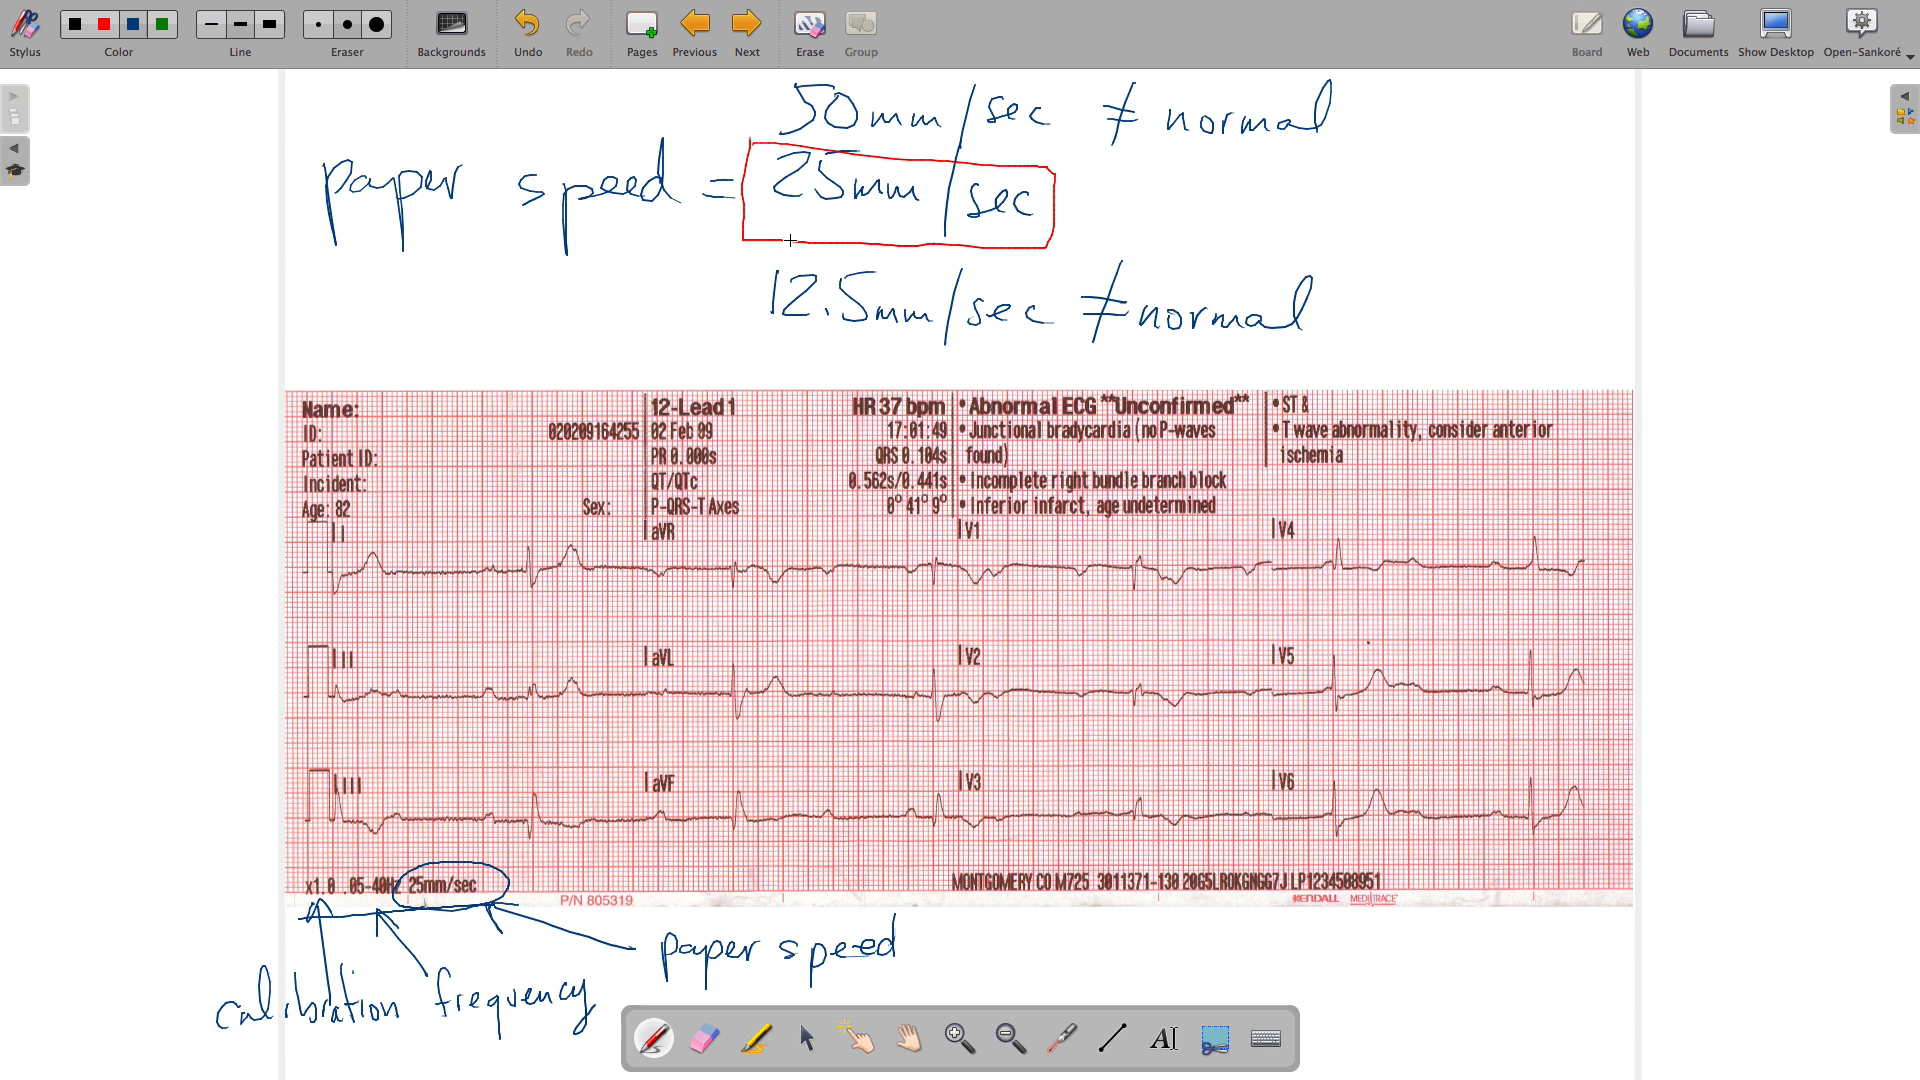 Stylus Color Line Eraser Backgrounds Undo Redo Pages Previous Next Erase Group Board Web Documents Show Desktop Open-Sankoré
50mm/sec ≠ normal
paper speed = 25mm/sec
12.5mm/sec ≠ normal
Name: 12-Lead 1 HR 37 bpm • Abnormal ECG **Unconfirmed** • ST &
ID: 020209164255 02 Feb 09 17:01:49 • Junctional bradycardia (no P-waves • T wave abnormality, consider anterior
Patient ID: PR 0.000s QRS 0.104s found) ischemia
Incident: QT/QTc 0.562s/0.441s • Incomplete right bundle branch block
Age: 82 Sex: P-QRS-T Axes 0° 41° 9° • Inferior infarct, age undetermined
I aVR V1 V4
II aVL V2 V5
III aVF V3 V6
x1.0 .05-40Hz 25mm/sec MONTGOMERY CO M725 3011371-130
P/N 805319 KENDALL MEDITRACE
paper speed
calibration frequency
AI